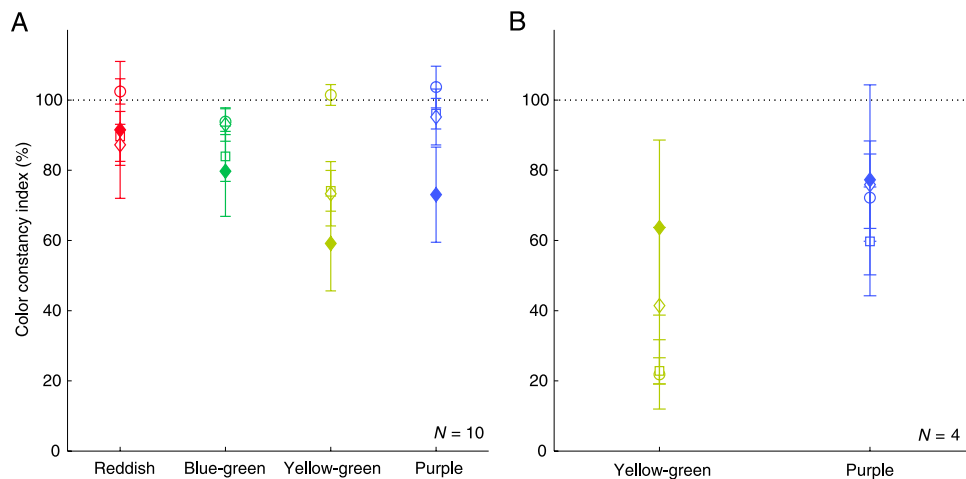 A
B
Color constancy index (%)
100
80
60
40
20
0
N = 10
Reddish
Blue-green
Yellow-green
Purple
100
80
60
40
20
0
N = 4
Yellow-green
Purple